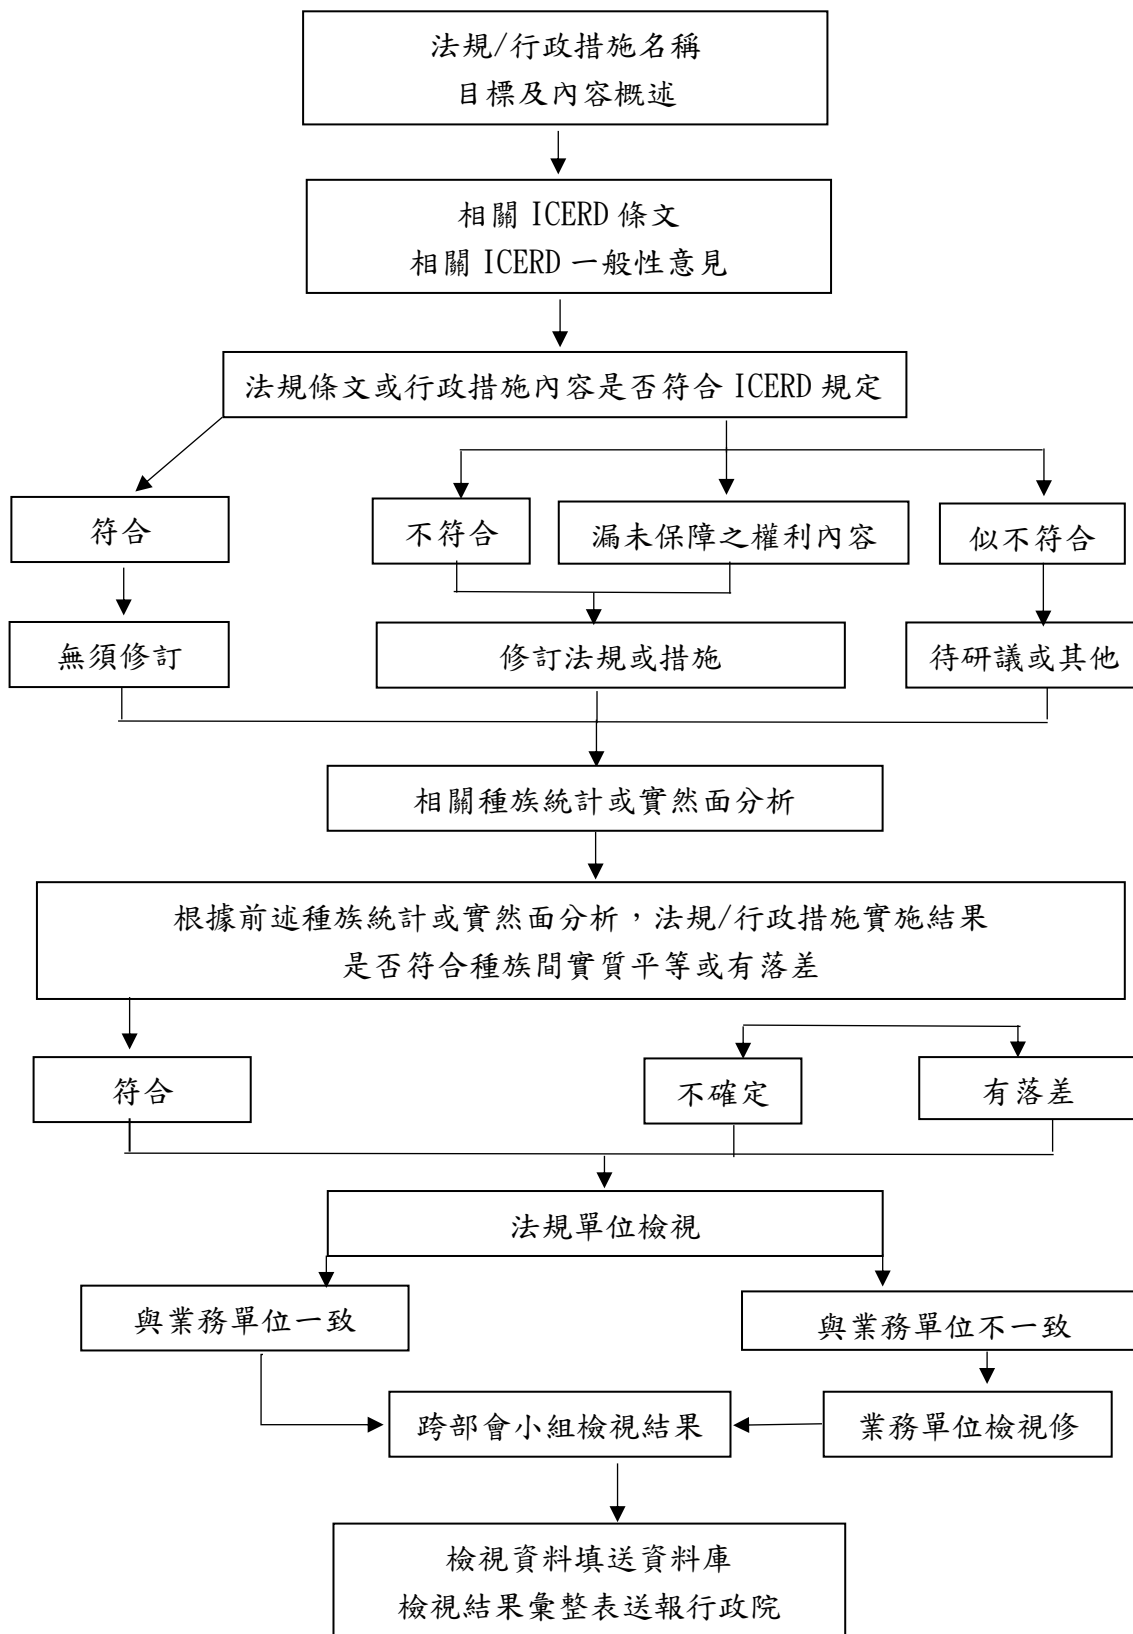 法規/行政措施名稱
目標及內容概述
相關 ICERD 條文
相關 ICERD 一般性意見
法規條文或行政措施內容是否符合 ICERD 規定
符合
不符合
漏未保障之權利內容
似不符合
無須修訂
修訂法規或措施
待研議或其他
相關種族統計或實然面分析
根據前述種族統計或實然面分析，法規/行政措施實施結果
是否符合種族間實質平等或有落差
符合
不確定
有落差
法規單位檢視
與業務單位一致
與業務單位不一致
跨部會小組檢視結果
業務單位檢視修
檢視資料填送資料庫
檢視結果彙整表送報行政院